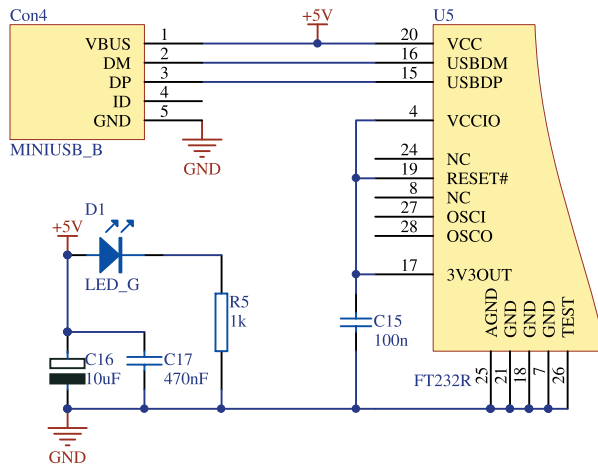 Con4
+5V
U5
VBUS 1
20 VCC
DM 2
16 USBDM
DP 3
15 USBDP
ID 4
GND 5
4 VCCIO
MINIUSB_B
GND
24 NC
19 RESET#
8 NC
27 OSCI
28 OSCO
17 3V3OUT
D1
+5V
LED_G
R5
1k
C15
100n
AGND
GND
GND
GND
TEST
C16
10uF
C17
470nF
FT232R
25
21
18
7
26
GND